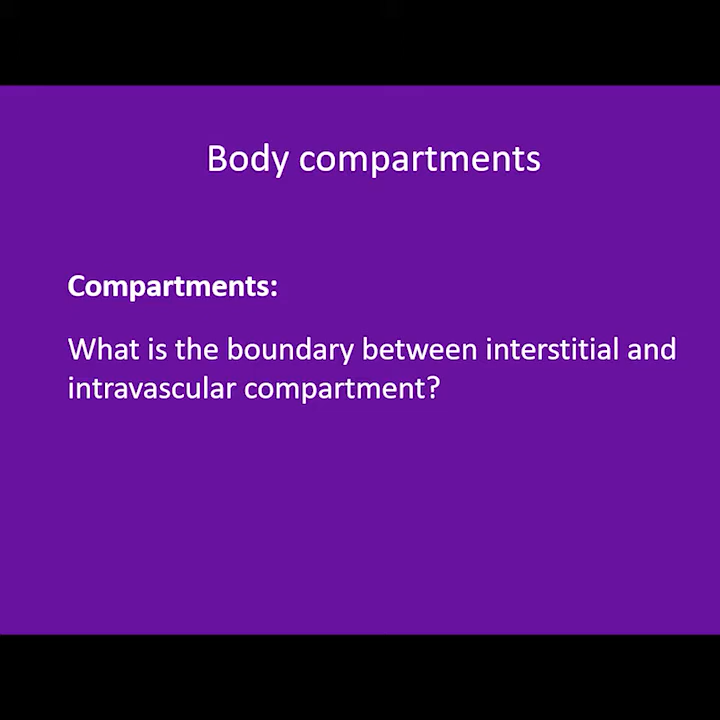 Body compartments
Compartments:
What is the boundary between interstitial and
intravascular compartment?